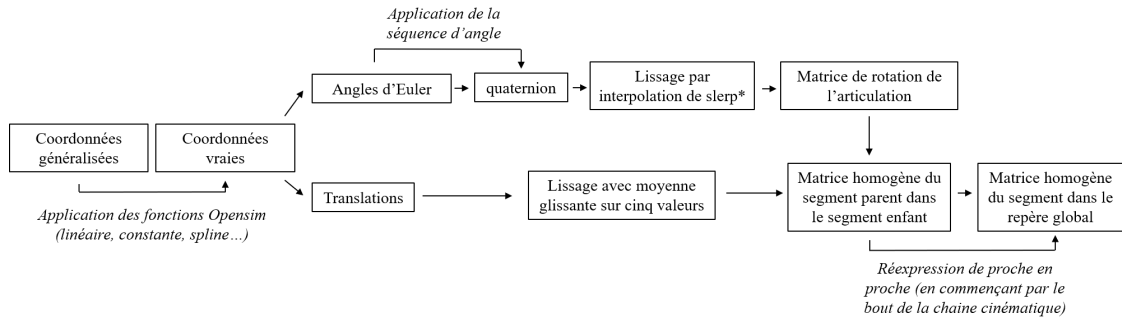 Application de la
séquence d'angle
Angles d'Euler
quaternion
Lissage par
interpolation de slerp*
Matrice de rotation de
l'articulation
Coordonnées
généralisées
Coordonnées
vraies
Application des fonctions Opensim
(linéaire, constante, spline…)
Translations
Lissage avec moyenne
glissante sur cinq valeurs
Matrice homogène du
segment parent dans
le segment enfant
Matrice homogène
du segment dans le
repère global
Réexpression de proche en
proche (en commençant par le
bout de la chaine cinématique)